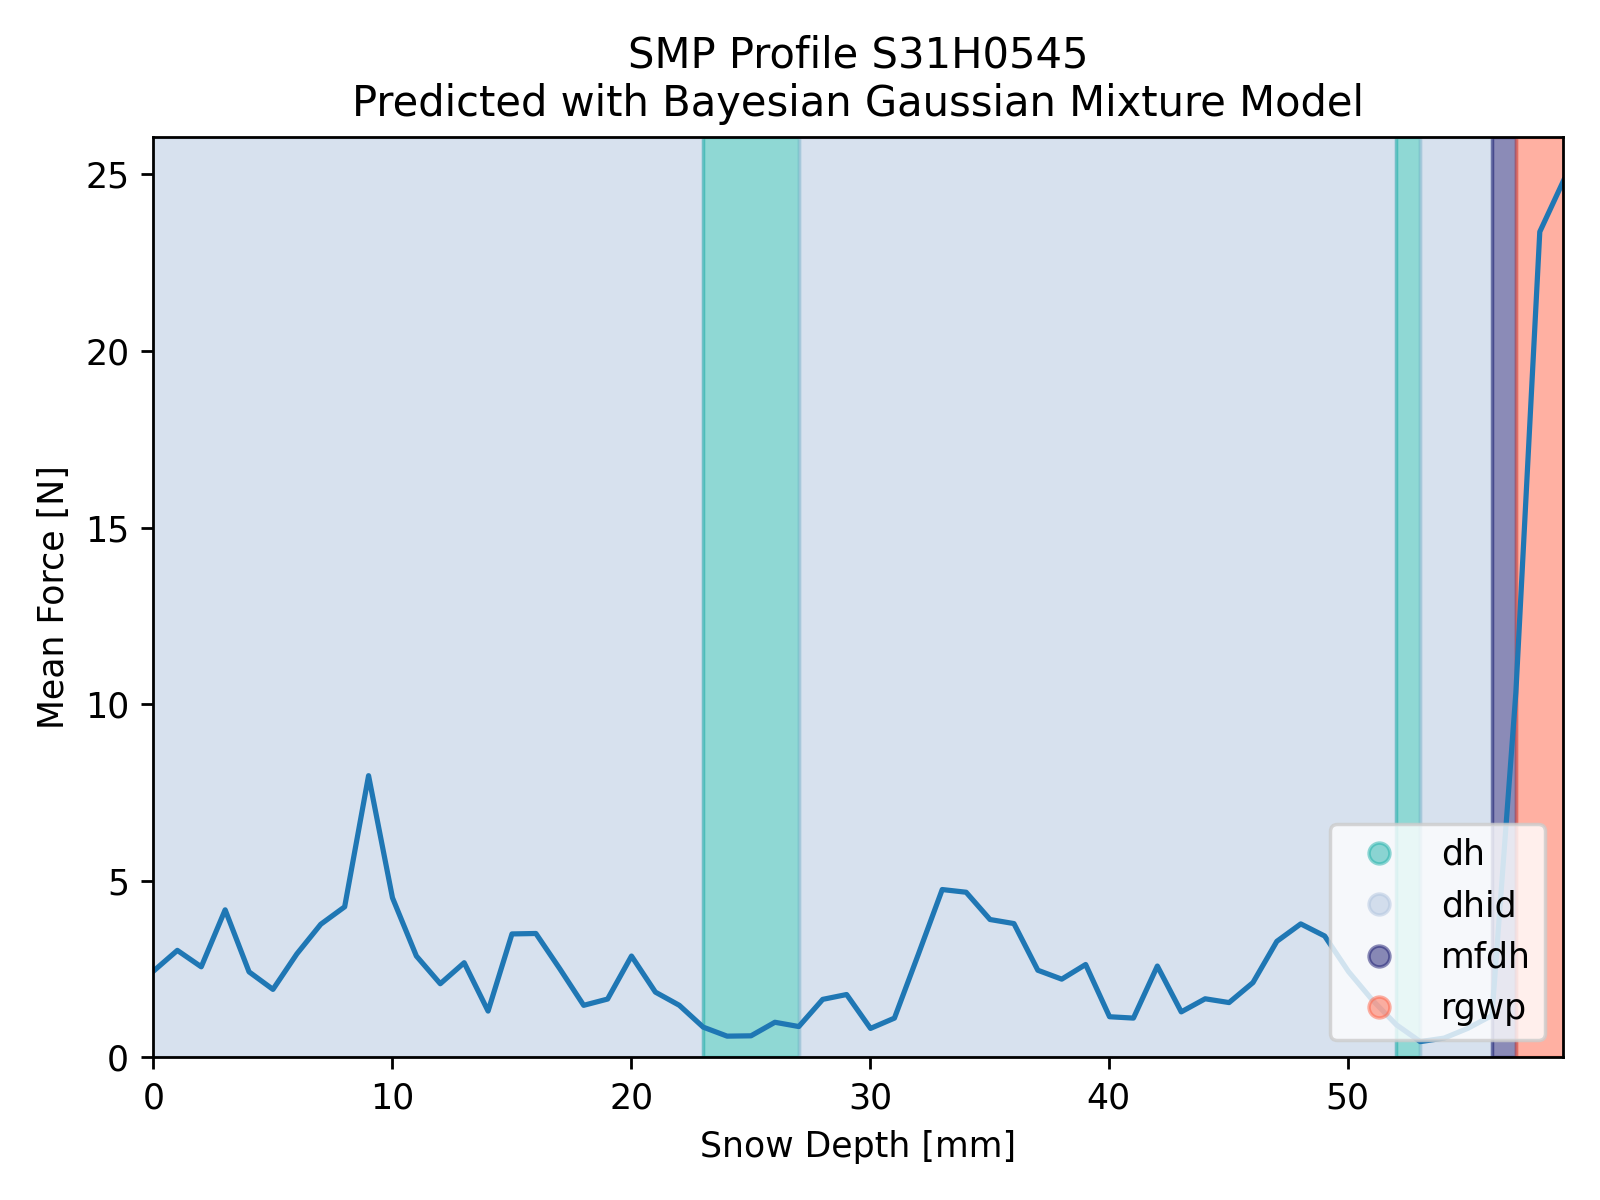 SMP Profile S31H0545
Predicted with Bayesian Gaussian Mixture Model
Mean Force [N]
25
20
15
10
5
0
dh
dhid
mfdh
rgwp
0 10 20 30 40 50
Snow Depth [mm]